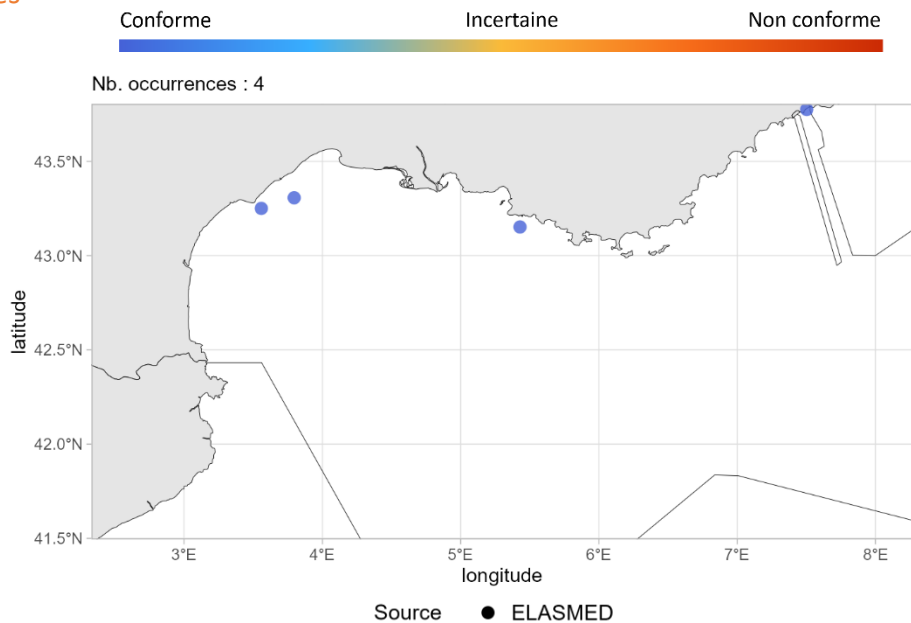 Conforme Incertaine Non conforme
Nb. occurrences : 4
43.5°N
43.0°N
42.5°N
42.0°N
41.5°N
latitude
3°E 4°E 5°E 6°E 7°E 8°E
longitude
Source ELASMED